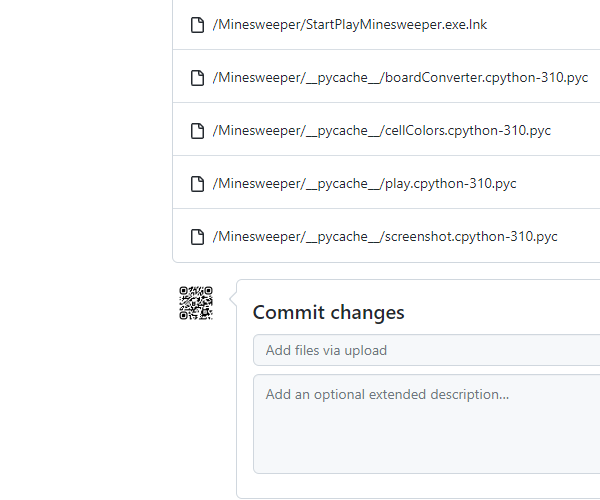 /Minesweeper/StartPlayMinesweeper.exe.lnk
/Minesweeper/__pycache__/boardConverter.cpython-310.pyc
/Minesweeper/__pycache__/cellColors.cpython-310.pyc
/Minesweeper/__pycache__/play.cpython-310.pyc
/Minesweeper/__pycache__/screenshot.cpython-310.pyc
Commit changes
Add files via upload
Add an optional extended description...